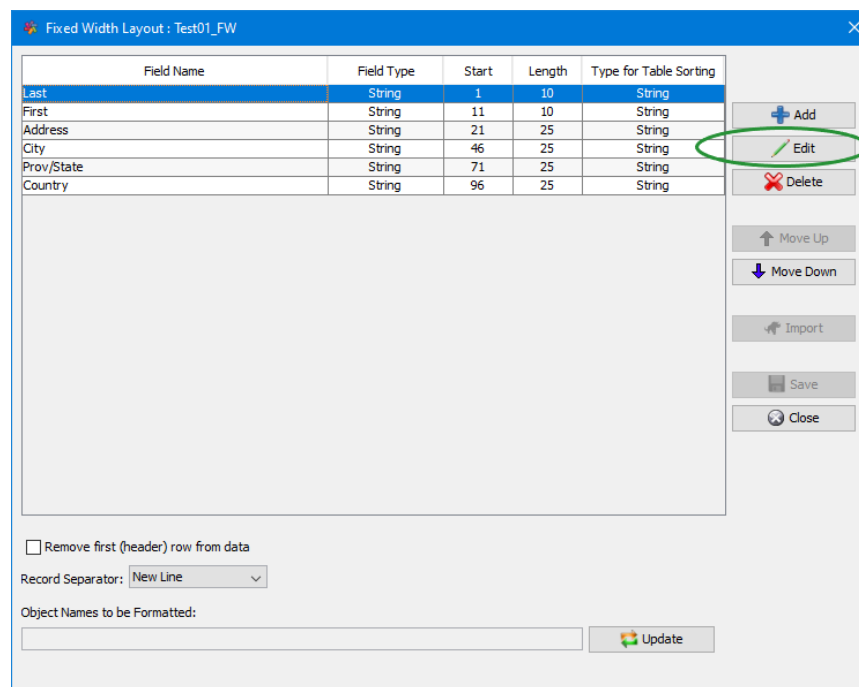 Fixed Width Layout : Test01_FW
Field Name Field Type Start Length Type for Table Sorting
Last String 1 10 String
First String 11 10 String
Address String 21 25 String
City String 46 25 String
Prov/State String 71 25 String
Country String 96 25 String
Add
Edit
Delete
Move Up
Move Down
Import
Save
Close
Remove first (header) row from data
Record Separator: New Line
Object Names to be Formatted:
Update